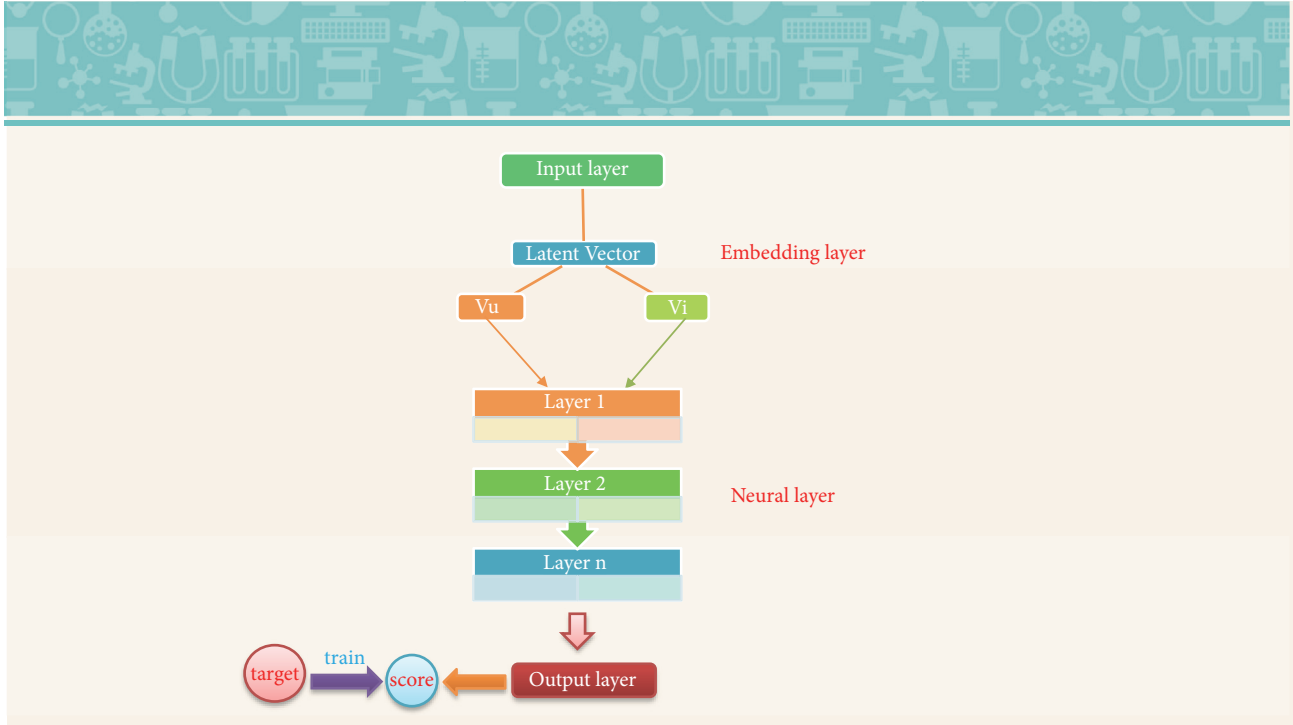 Input layer
Latent Vector
Embedding layer
Vu
Vi
Layer 1
Layer 2
Neural layer
Layer n
train
target
score
Output layer